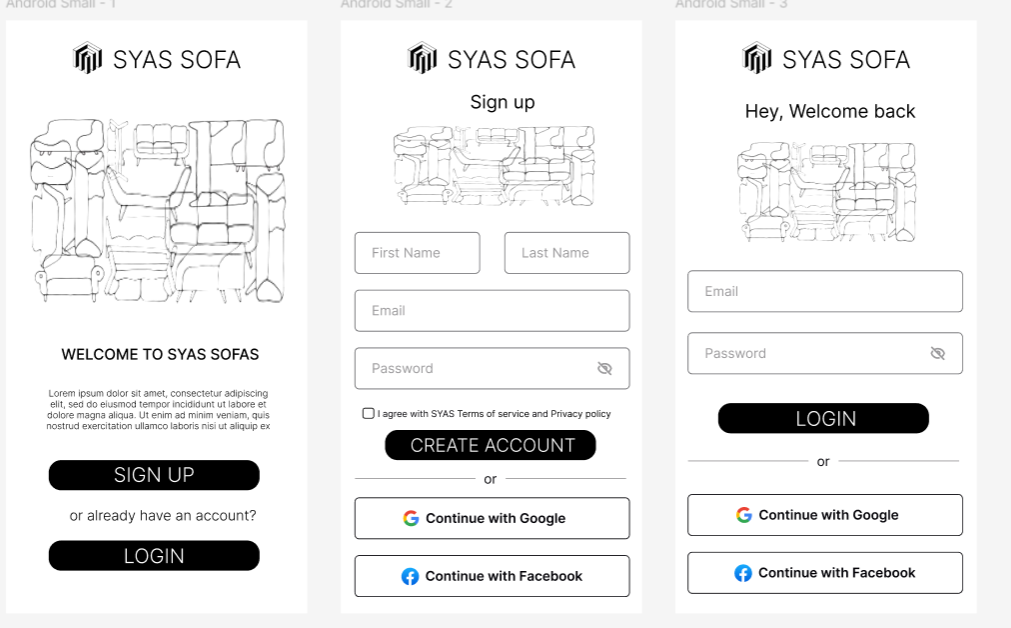 Android Small - 1
SYAS SOFA
WELCOME TO SYAS SOFAS
Lorem ipsum dolor sit amet, consectetur adipiscing
elit, sed do eiusmod tempor incididunt ut labore et
dolore magna aliqua. Ut enim ad minim veniam, quis
nostrud exercitation ullamco laboris nisi ut aliquip ex
SIGN UP
or already have an account?
LOGIN
Android Small - 2
SYAS SOFA
Sign up
First Name
Last Name
Email
Password
I agree with SYAS Terms of service and Privacy policy
CREATE ACCOUNT
or
Continue with Google
Continue with Facebook
Android Small - 3
SYAS SOFA
Hey, Welcome back
Email
Password
LOGIN
or
Continue with Google
Continue with Facebook